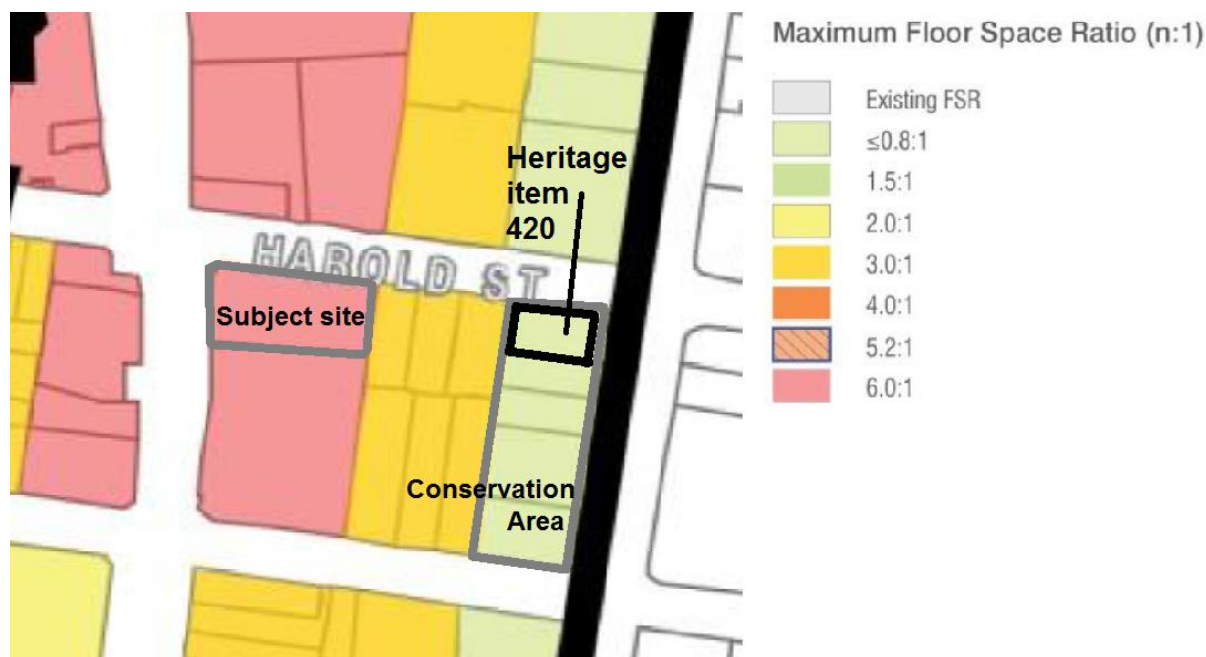 Maximum Floor Space Ratio (n:1)
Existing FSR
≤0.8:1
1.5:1
2.0:1
3.0:1
4.0:1
5.2:1
6.0:1
Heritage
item
420
HAROLD ST
Subject site
Conservation
Area